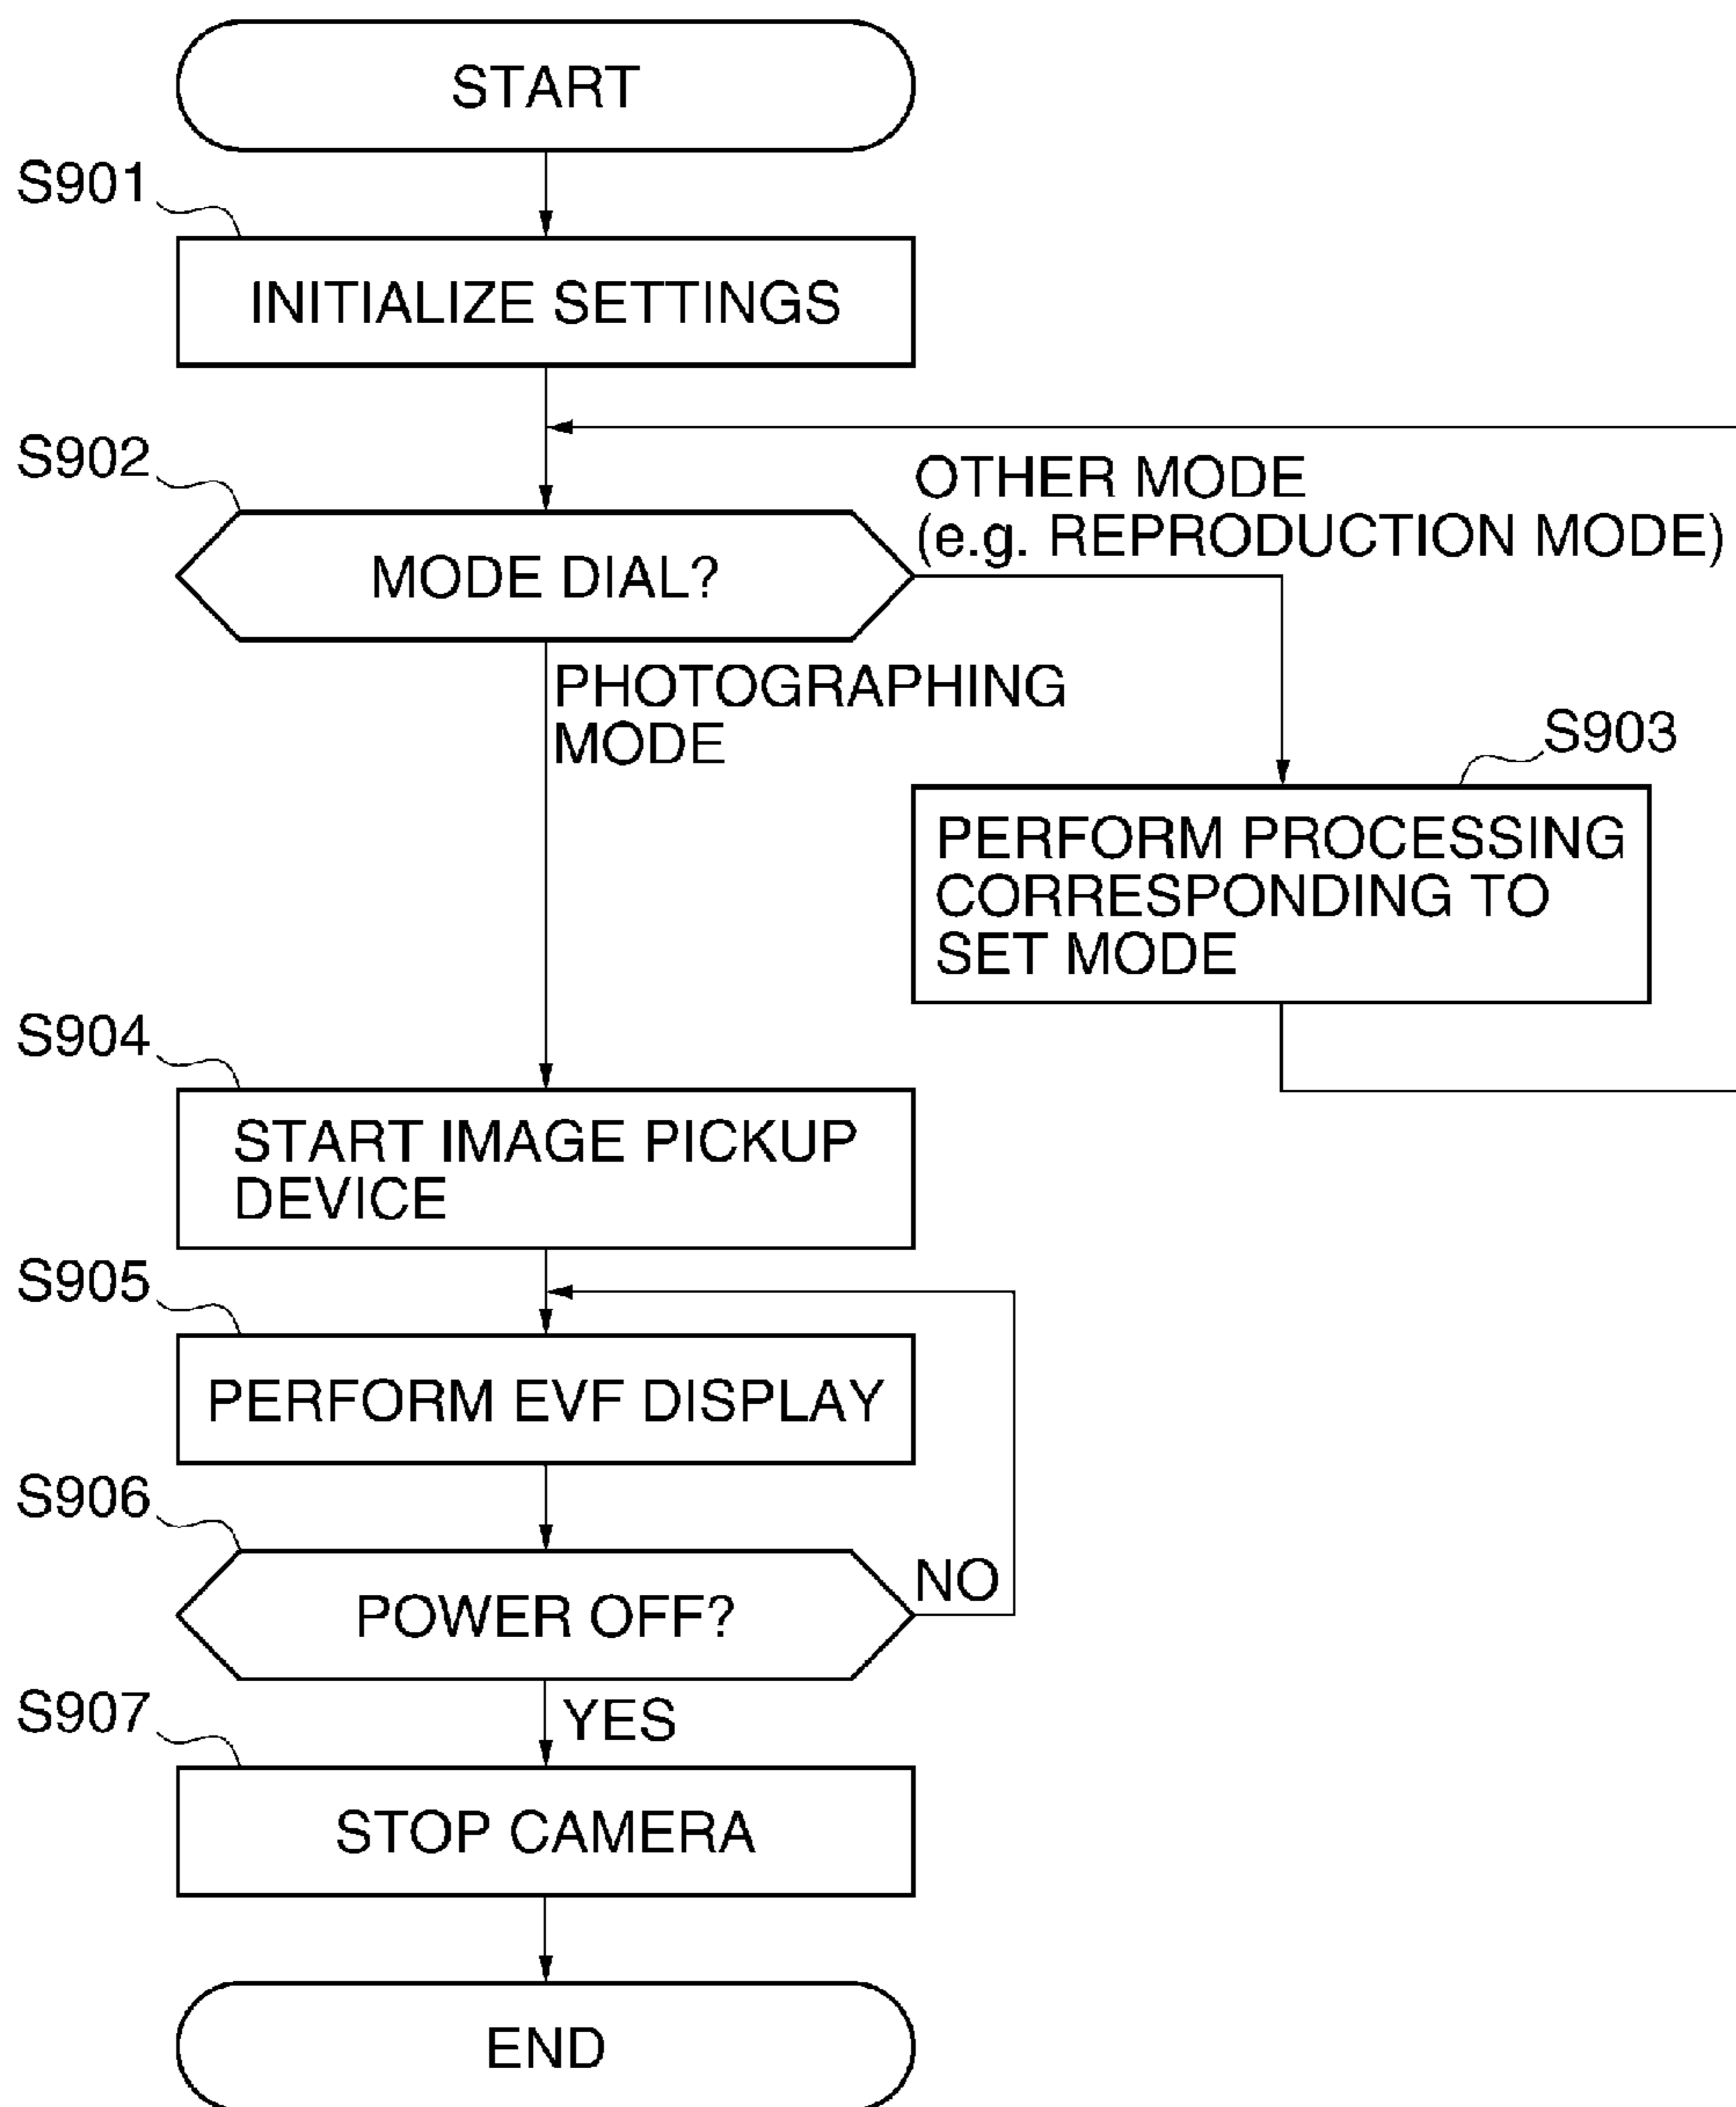 START
S901
INITIALIZE SETTINGS
S902
OTHER MODE
(e.g. REPRODUCTION MODE)
MODE DIAL?
PHOTOGRAPHING
MODE
S903
PERFORM PROCESSING
CORRESPONDING TO
SET MODE
S904
START IMAGE PICKUP
DEVICE
S905
PERFORM EVF DISPLAY
S906
NO
POWER OFF?
S907
YES
STOP CAMERA
END